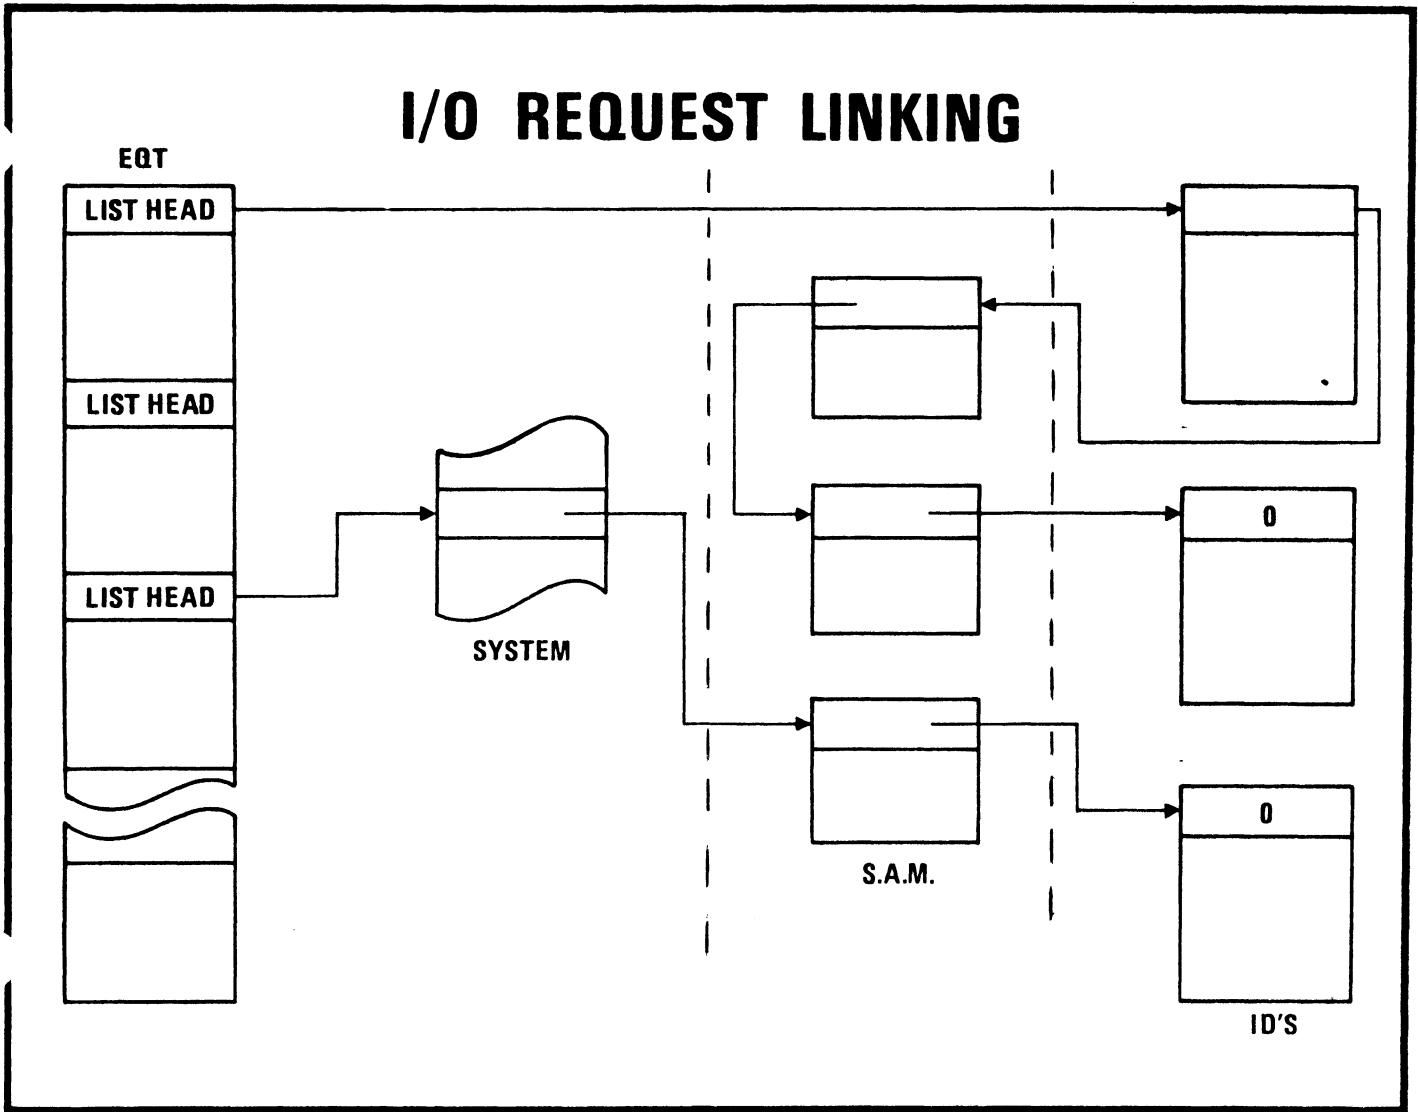 I/O REQUEST LINKING
EQT
LIST HEAD
LIST HEAD
0
LIST HEAD
SYSTEM
0
S.A.M.
ID'S